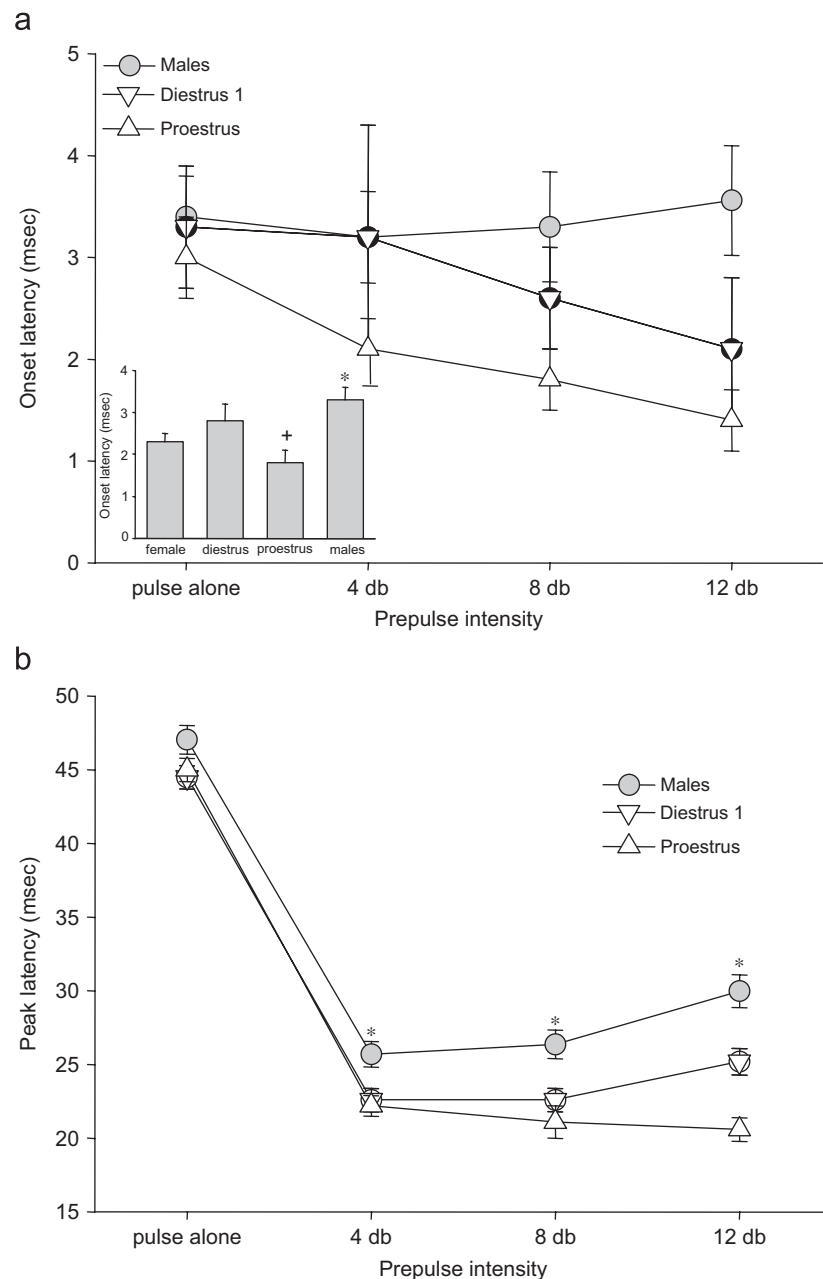 a
5
Males
Diestrus 1
Proestrus
4
3
2
1
0
Onset latency (msec)
4
3
2
1
0
Onset latency (msec)
*
+
female diestrus proestrus males
pulse alone 4 db 8 db 12 db
Prepulse intensity
b
50
45
40
35
30
25
20
15
Peak latency (msec)
Males
Diestrus 1
Proestrus
* * *
pulse alone 4 db 8 db 12 db
Prepulse intensity